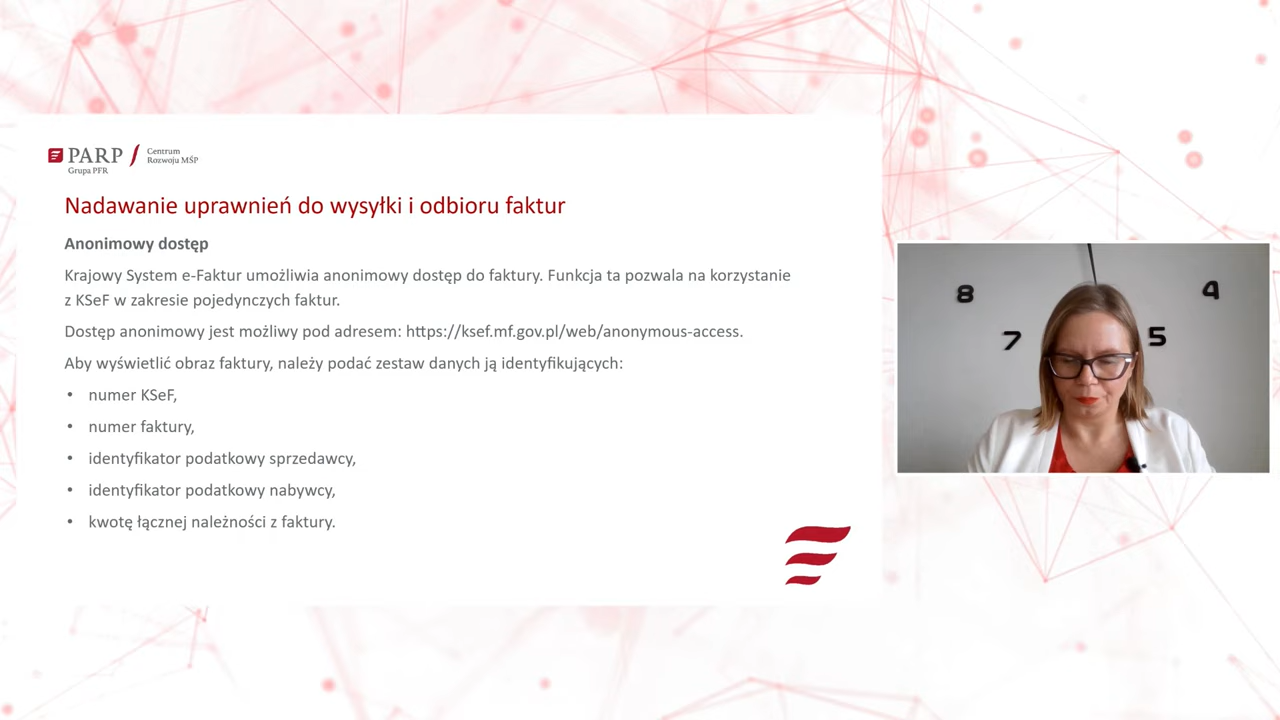 PARP
Grupa PFR
Centrum
Rozwoju MŚP
Nadawanie uprawnień do wysyłki i odbioru faktur
Anonimowy dostęp
Krajowy System e-Faktur umożliwia anonimowy dostęp do faktury. Funkcja ta pozwala na korzystanie
z KSeF w zakresie pojedynczych faktur.
Dostęp anonimowy jest możliwy pod adresem: https://ksef.mf.gov.pl/web/anonymous-access.
Aby wyświetlić obraz faktury, należy podać zestaw danych ją identyfikujących:
• numer KSeF,
• numer faktury,
• identyfikator podatkowy sprzedawcy,
• identyfikator podatkowy nabywcy,
• kwotę łącznej należności z faktury.
8 4
7 5